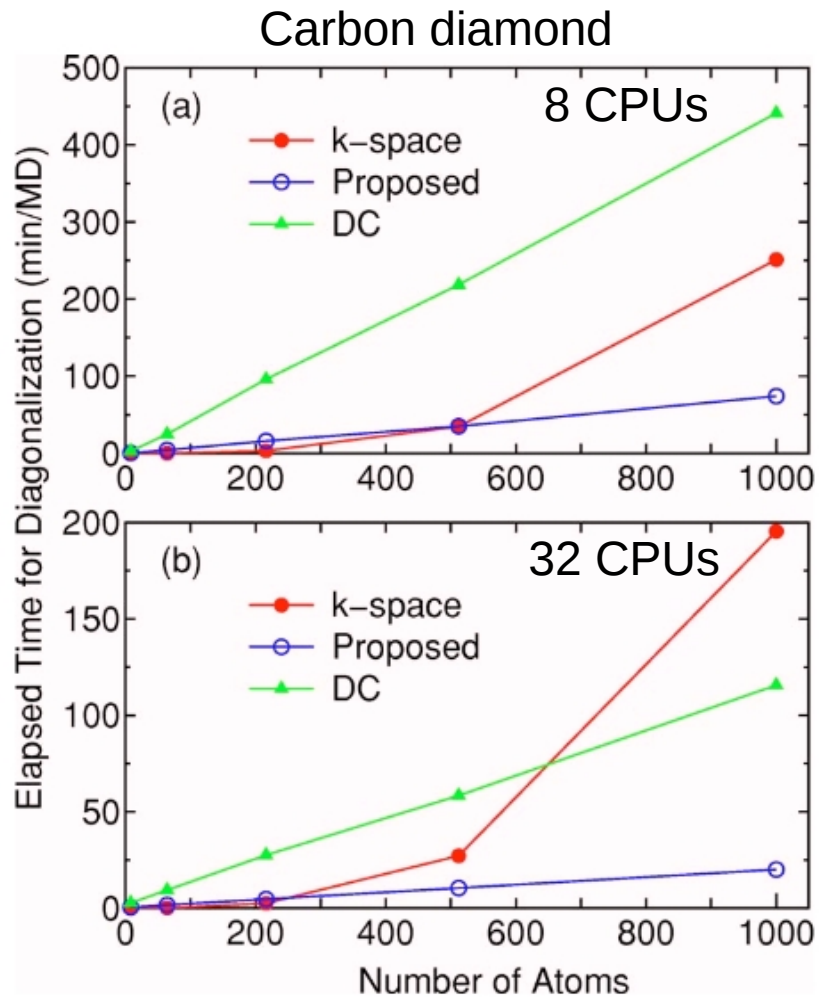 Carbon diamond
(a)
8 CPUs
k−space
Proposed
DC
500
400
300
200
100
0
0 200 400 600 800 1000
Elapsed Time for Diagonalization (min/MD)
(b)
32 CPUs
k−space
Proposed
DC
200
150
100
50
0
0 200 400 600 800 1000
Number of Atoms